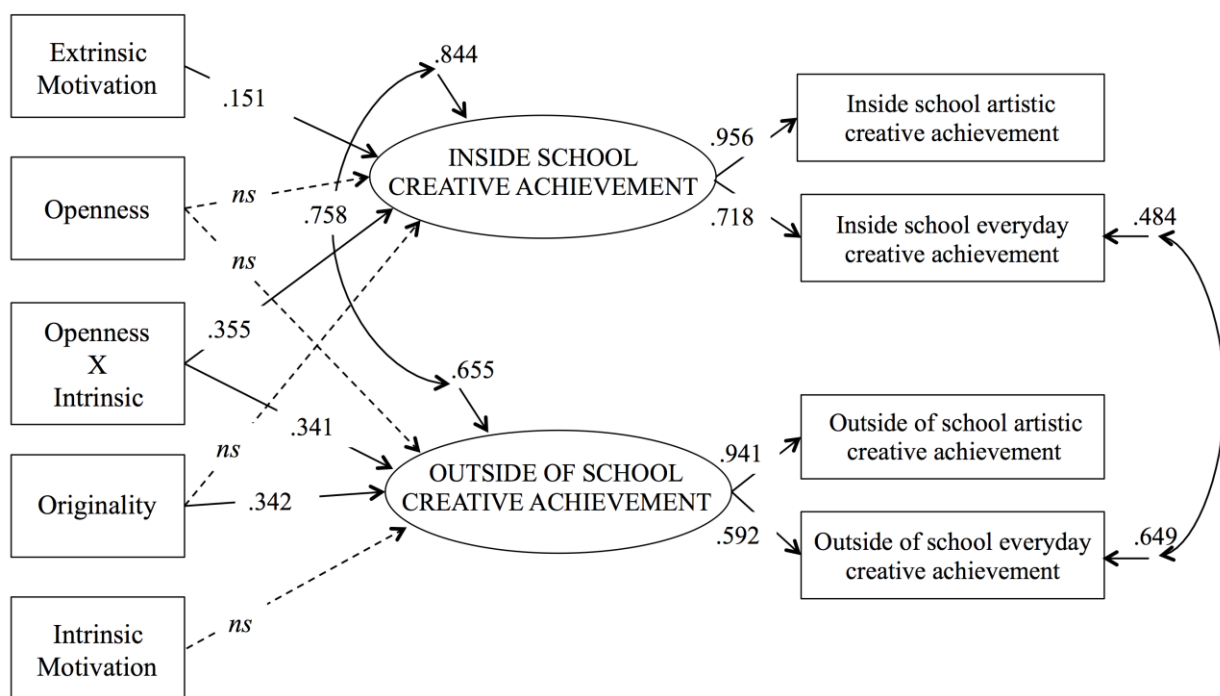 Extrinsic
Motivation
Openness
Openness
X
Intrinsic
Originality
Intrinsic
Motivation
.151
ns
ns
.355
.341
ns
.342
ns
.844
.758
.655
INSIDE SCHOOL
CREATIVE ACHIEVEMENT
OUTSIDE OF SCHOOL
CREATIVE ACHIEVEMENT
.956
.718
.941
.592
Inside school artistic
creative achievement
Inside school everyday
creative achievement
Outside of school artistic
creative achievement
Outside of school everyday
creative achievement
.484
.649